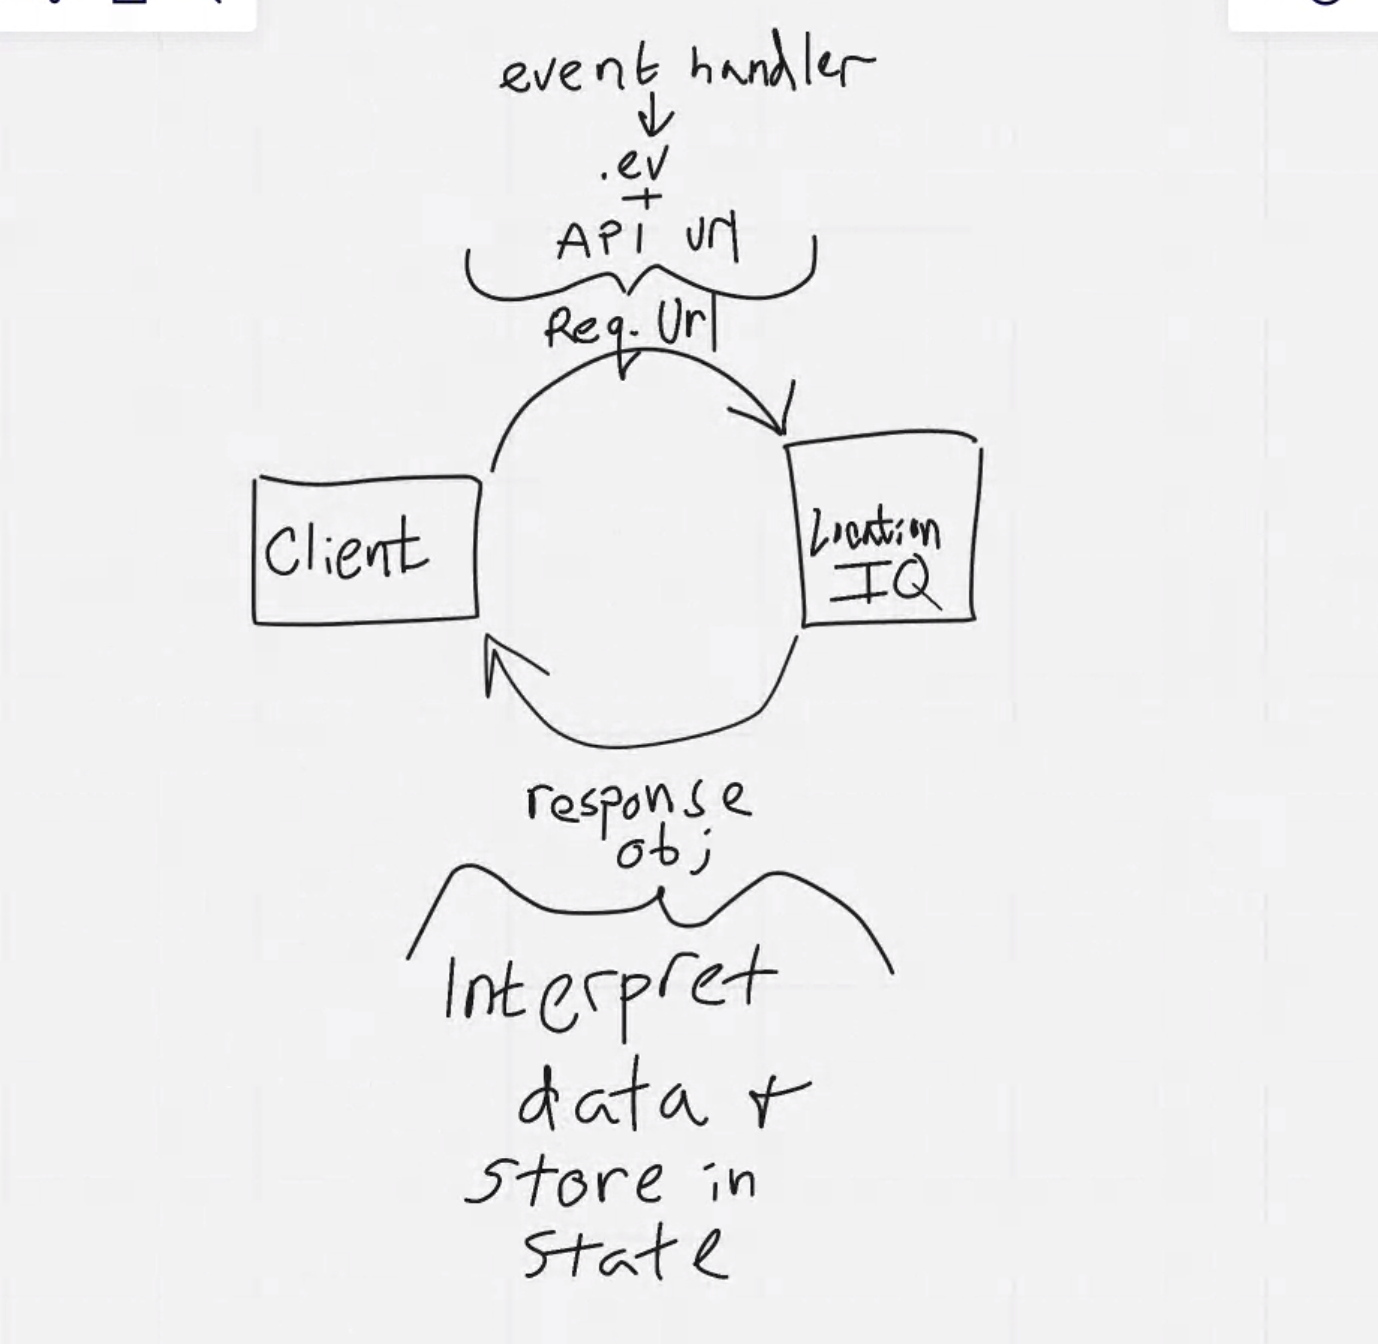 event handler
.ev
+
API Url
Req. Url
Client
Location
IQ
response
obj
Interpret
data +
store in
state